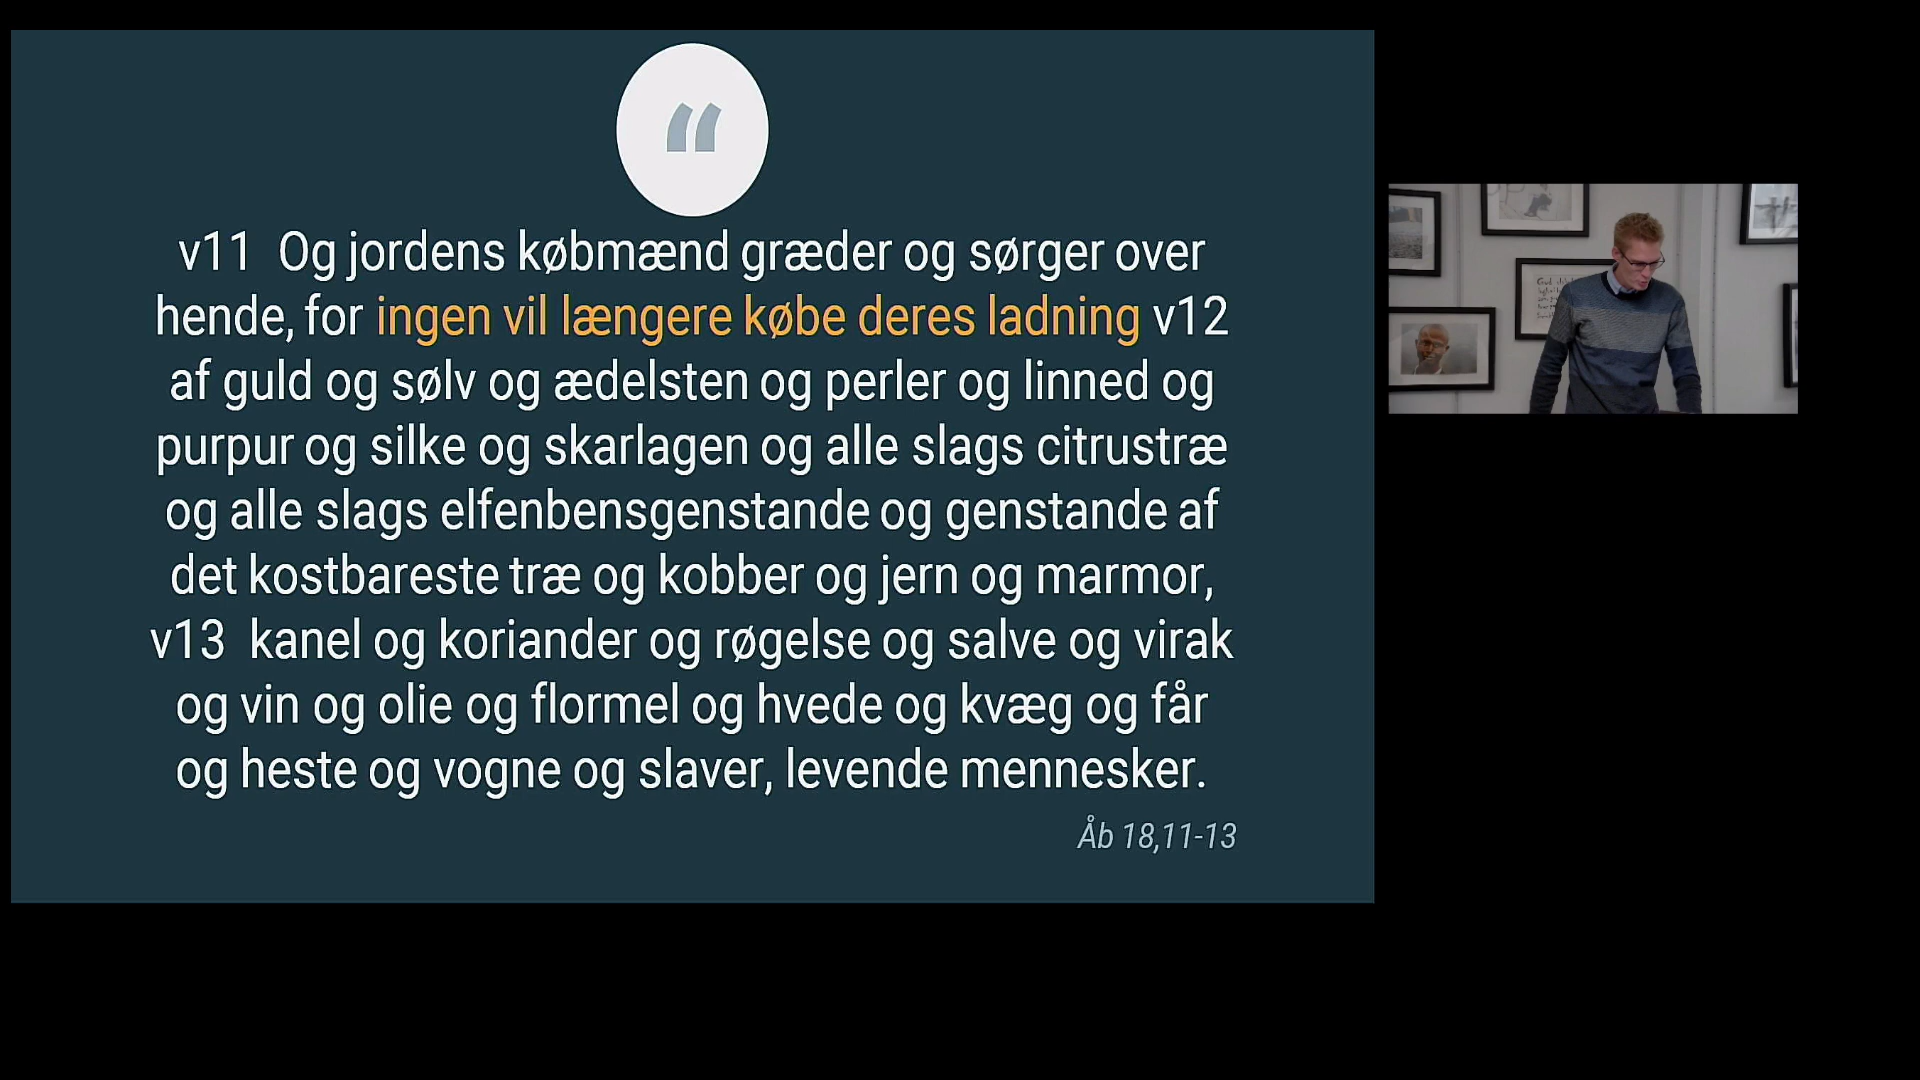 “
v11 Og jordens købmænd græder og sørger over
hende, for ingen vil længere købe deres ladning v12
af guld og sølv og ædelsten og perler og linned og
purpur og silke og skarlagen og alle slags citrustræ
og alle slags elfenbensgenstande og genstande af
det kostbareste træ og kobber og jern og marmor,
v13 kanel og koriander og røgelse og salve og virak
og vin og olie og flormel og hvede og kvæg og får
og heste og vogne og slaver, levende mennesker.
Åb 18,11-13